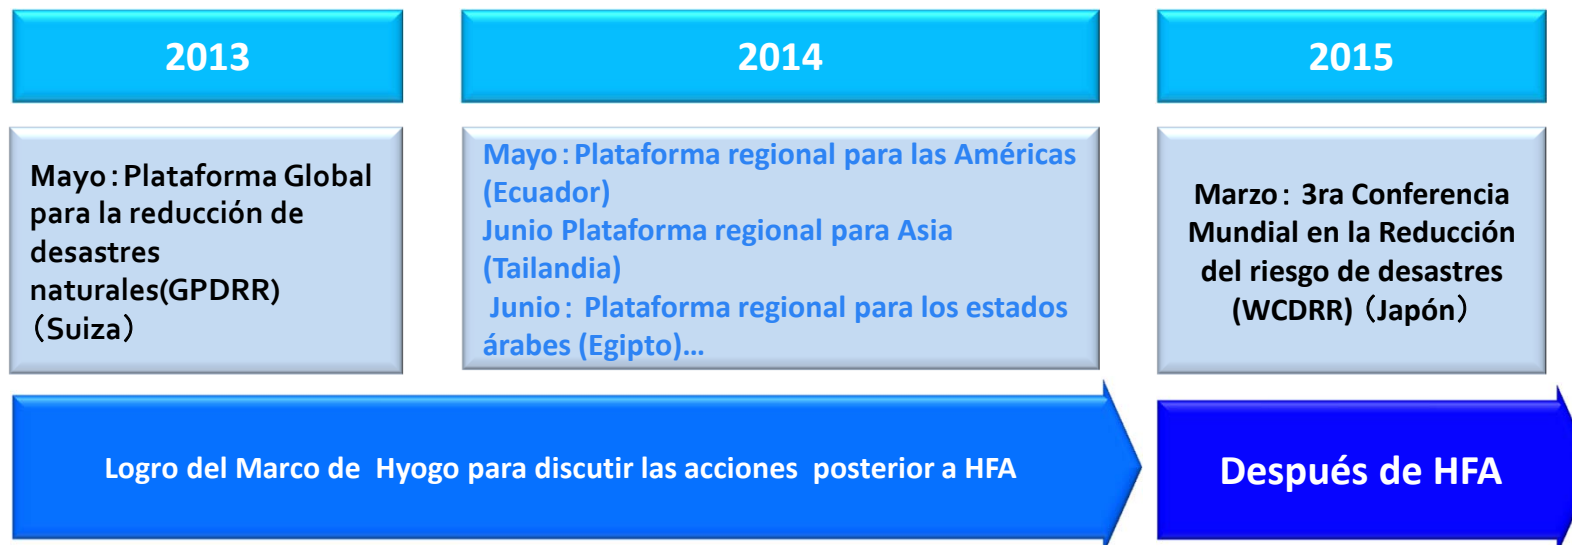 2013
2014
2015
Mayo：Plataforma Global
para la reducción de
desastres
naturales(GPDRR)
（Suiza）
Mayo：Plataforma regional para las Américas
(Ecuador)
Junio Plataforma regional para Asia
(Tailandia)
Junio： Plataforma regional para los estados
árabes (Egipto)…
Marzo： 3ra Conferencia
Mundial en la Reducción
del riesgo de desastres
(WCDRR)（Japón）
Logro del Marco de  Hyogo para discutir las acciones  posterior a HFA
Después de HFA